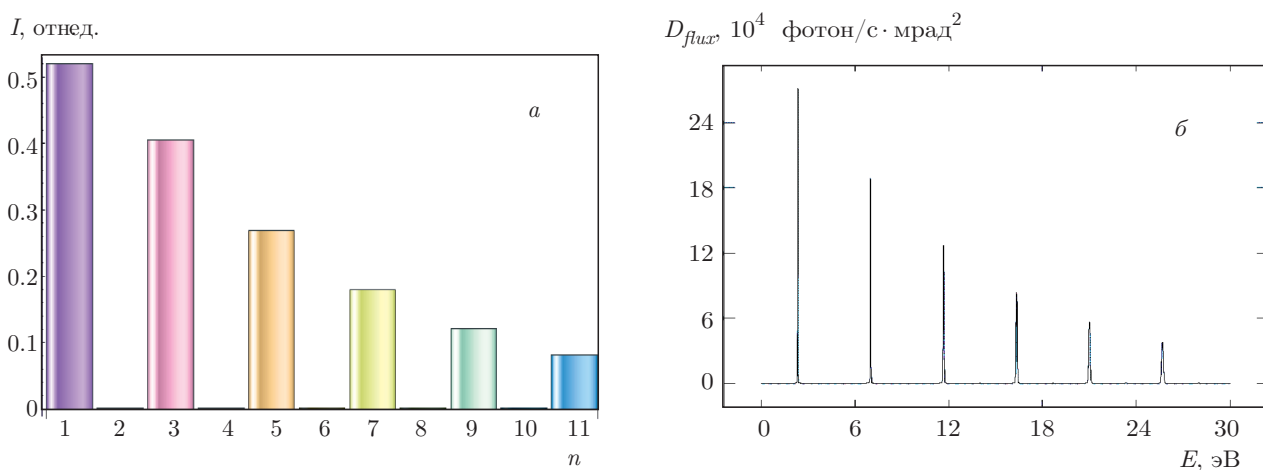 I, отн.ед.
0.5
0.4
0.3
0.2
0.1
0
1 2 3 4 5 6 7 8 9 10 11
n
а
D_flux, 10^4 фотон/с · мрад^2
24
18
12
6
0
0 6 12 18 24 30
E, эВ
б